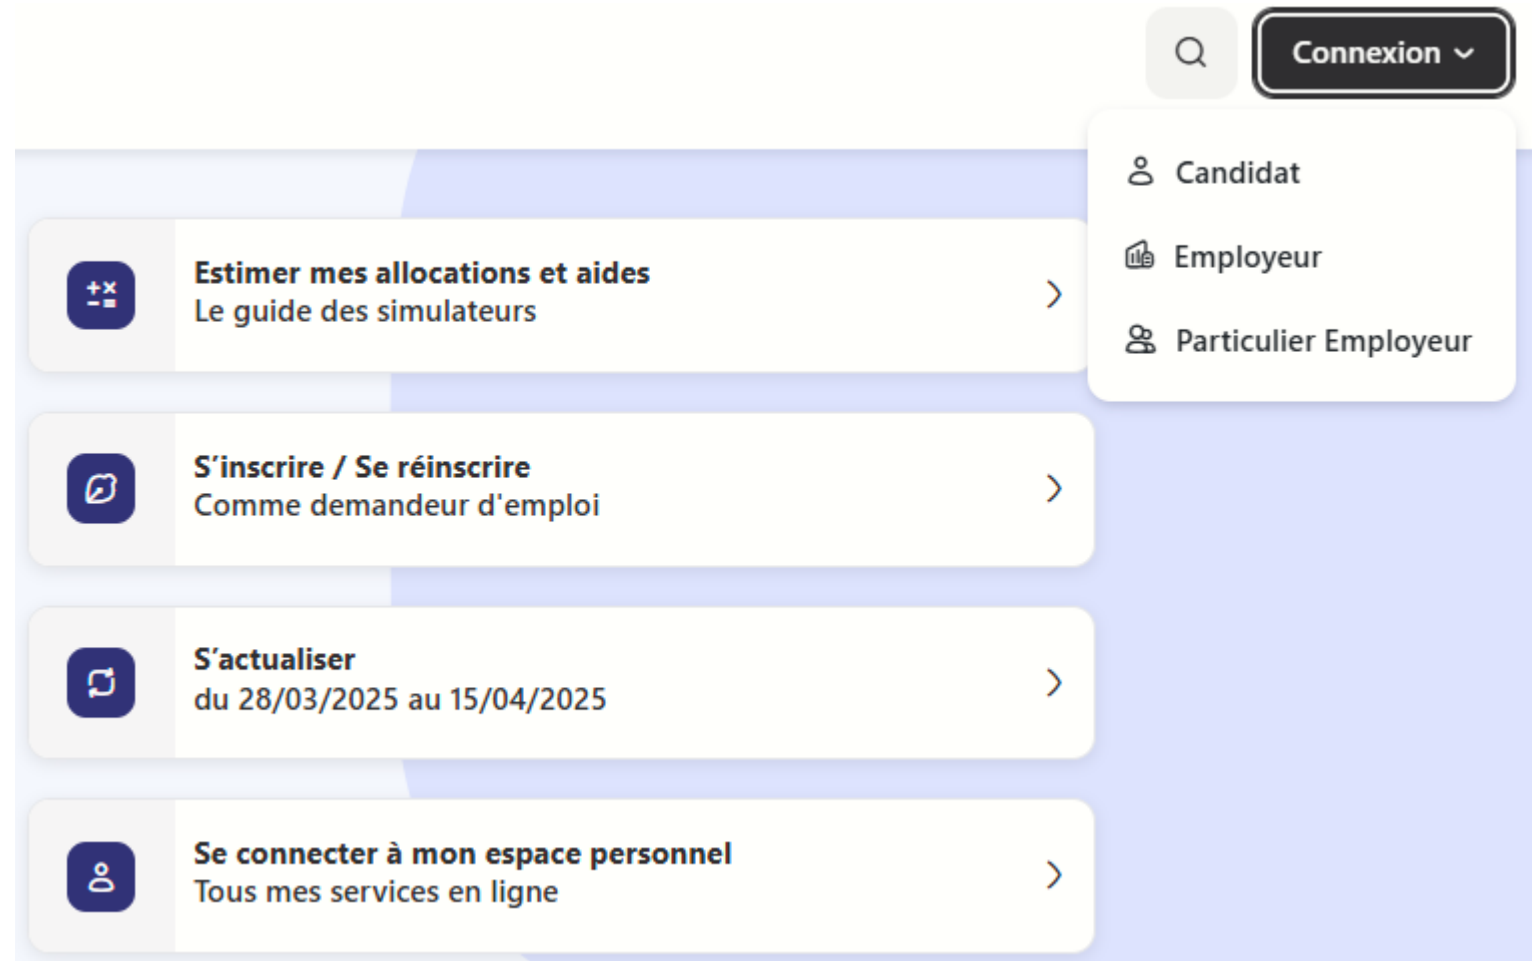 Connexion
Candidat
Employeur
Particulier Employeur
Estimer mes allocations et aides
Le guide des simulateurs
S'inscrire / Se réinscrire
Comme demandeur d'emploi
S'actualiser
du 28/03/2025 au 15/04/2025
Se connecter à mon espace personnel
Tous mes services en ligne